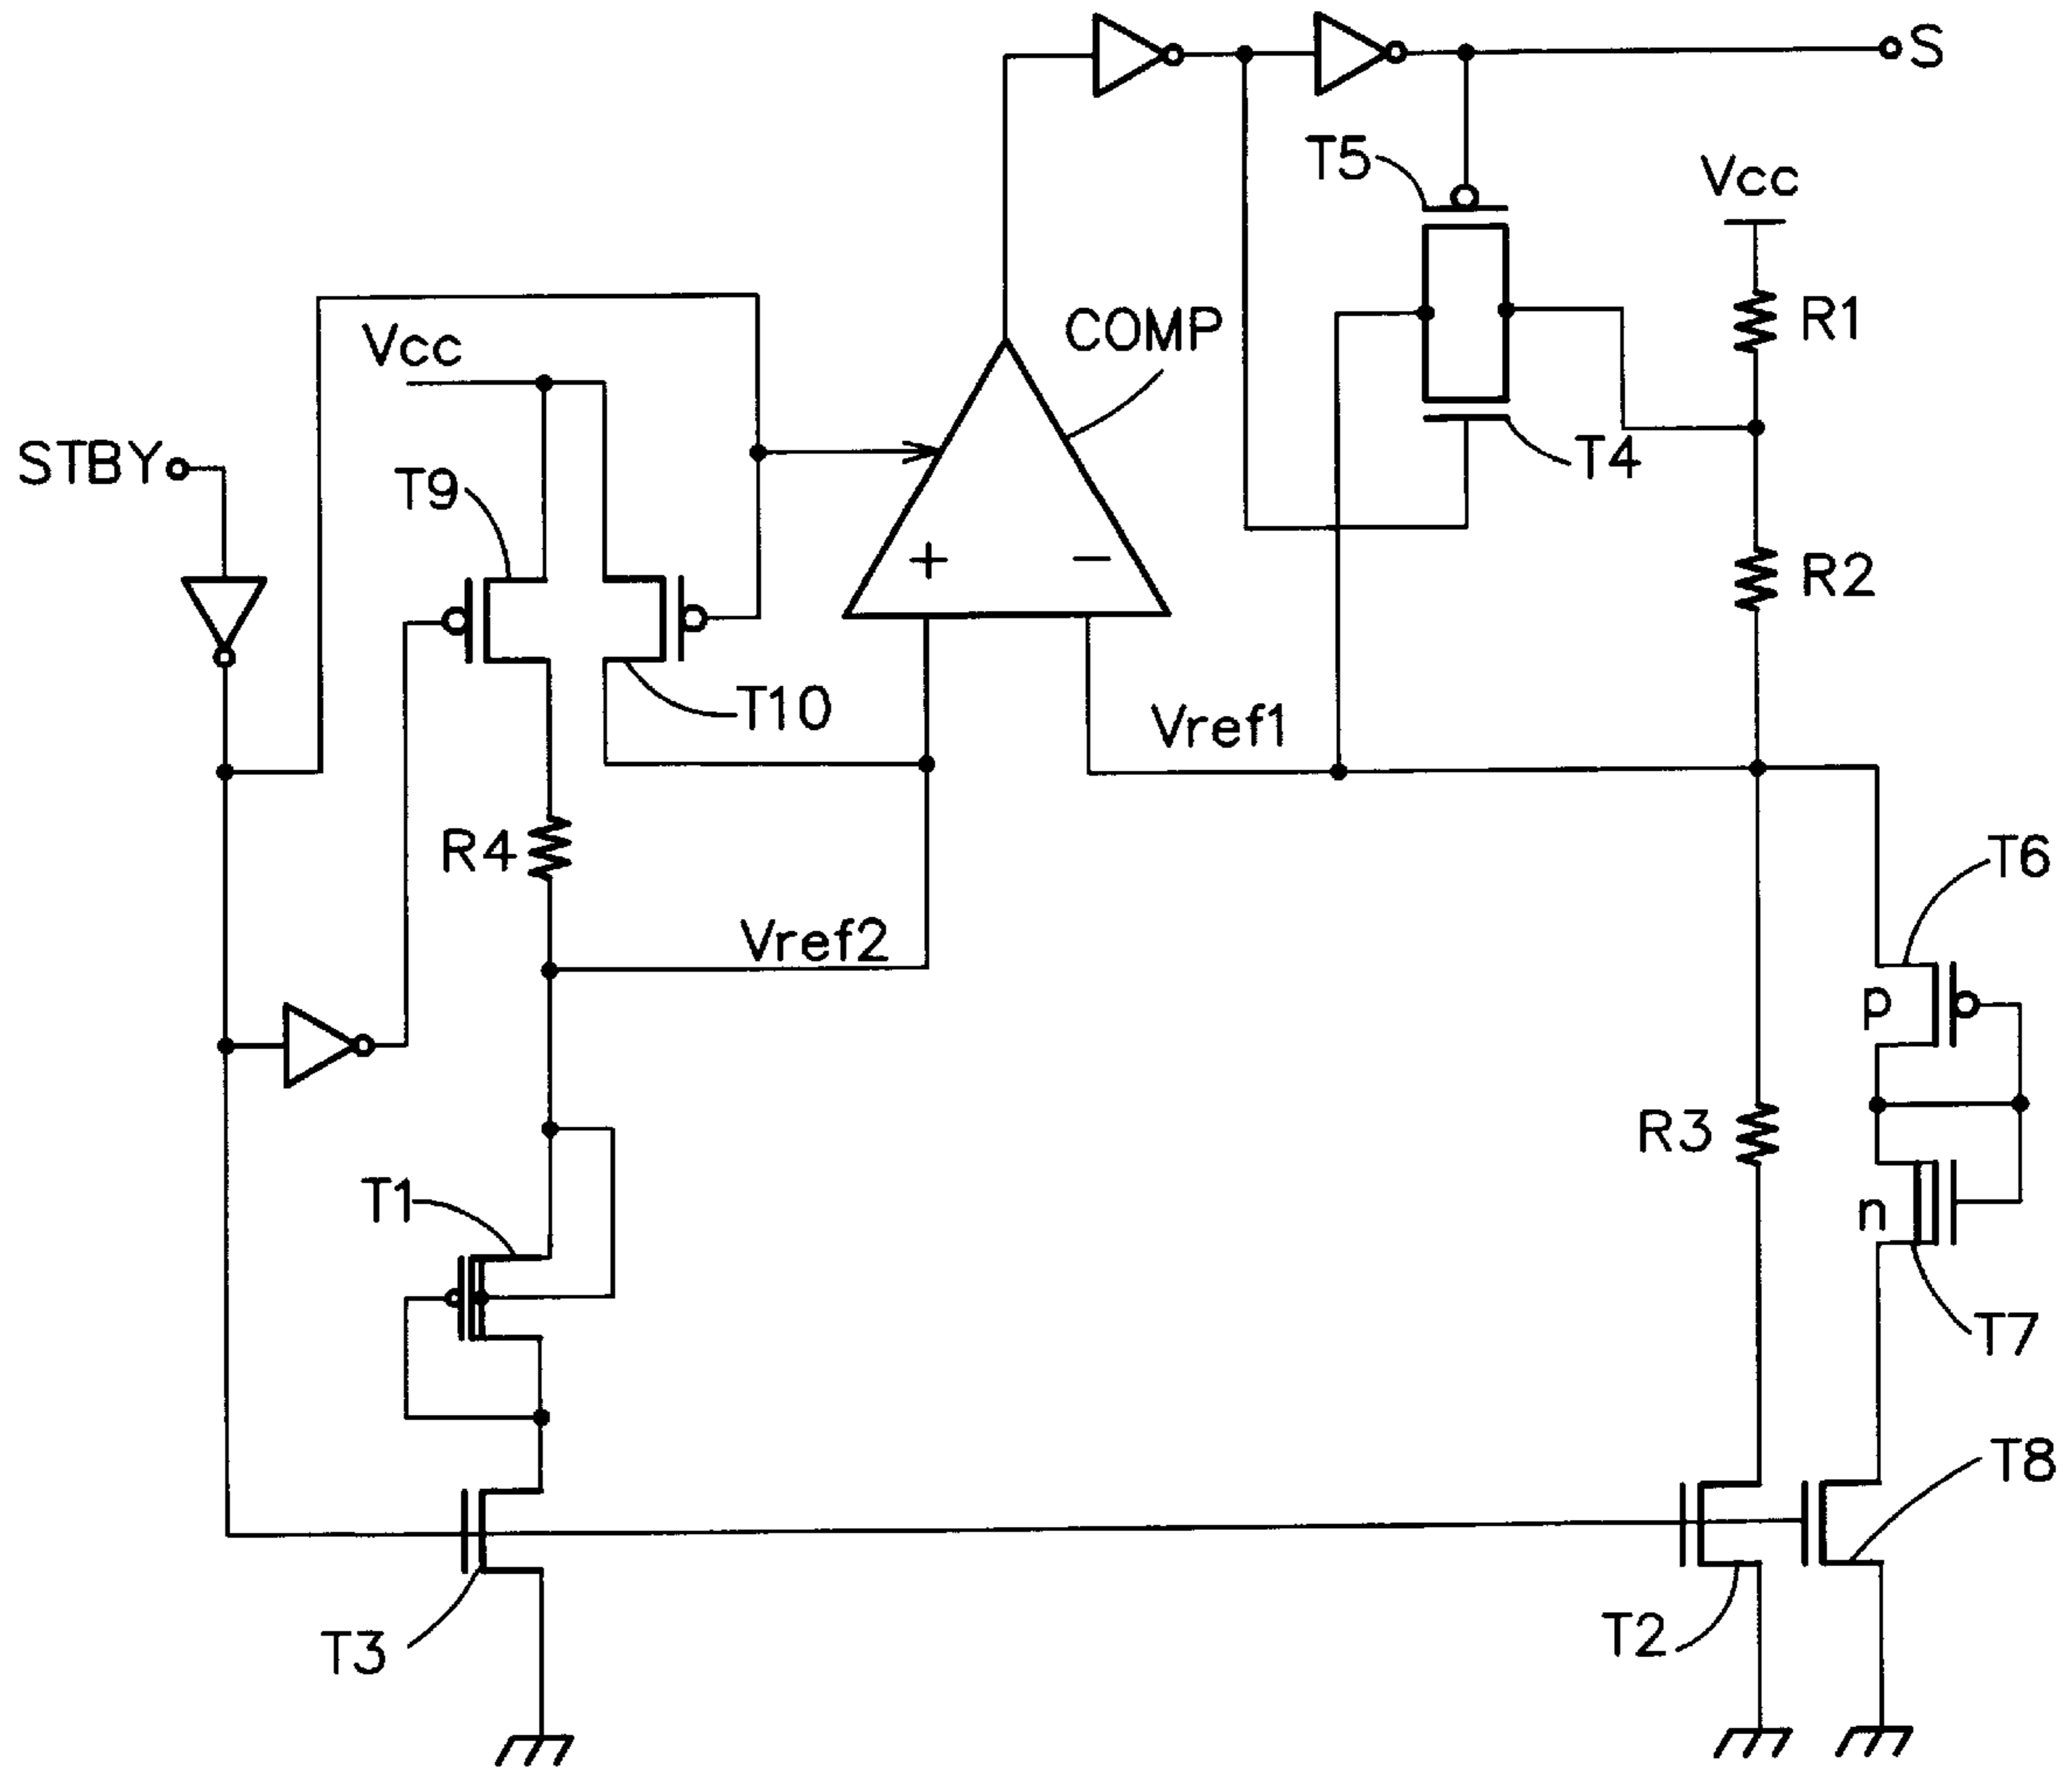 S
T5
Vcc
R1
COMP
Vcc
T4
STBY
T9
+
−
R2
T10
Vref1
R4
T6
Vref2
p
R3
T1
n
T7
T8
T3
T2